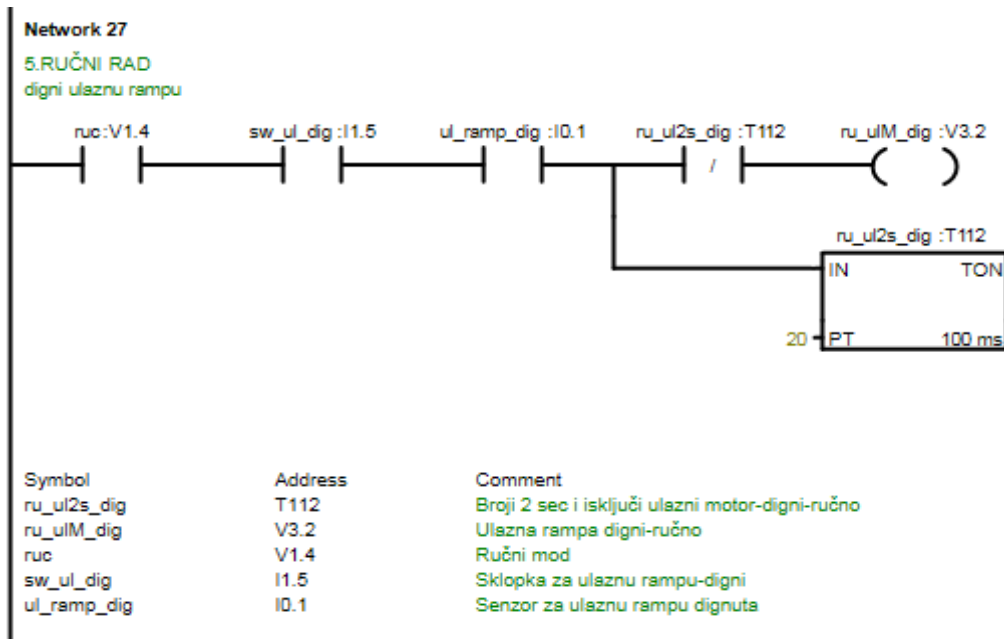 Network 27
5.RUČNI RAD
digni ulaznu rampu
ruc:V1.4 sw_ul_dig :I1.5 ul_ramp_dig :I0.1 ru_ul2s_dig :T112 ru_ulM_dig :V3.2
/
ru_ul2s_dig :T112
IN TON
20 PT 100 ms
Symbol Address Comment
ru_ul2s_dig T112 Broji 2 sec i isključi ulazni motor-digni-ručno
ru_ulM_dig V3.2 Ulazna rampa digni-ručno
ruc V1.4 Ručni mod
sw_ul_dig I1.5 Sklopka za ulaznu rampu-digni
ul_ramp_dig I0.1 Senzor za ulaznu rampu dignuta